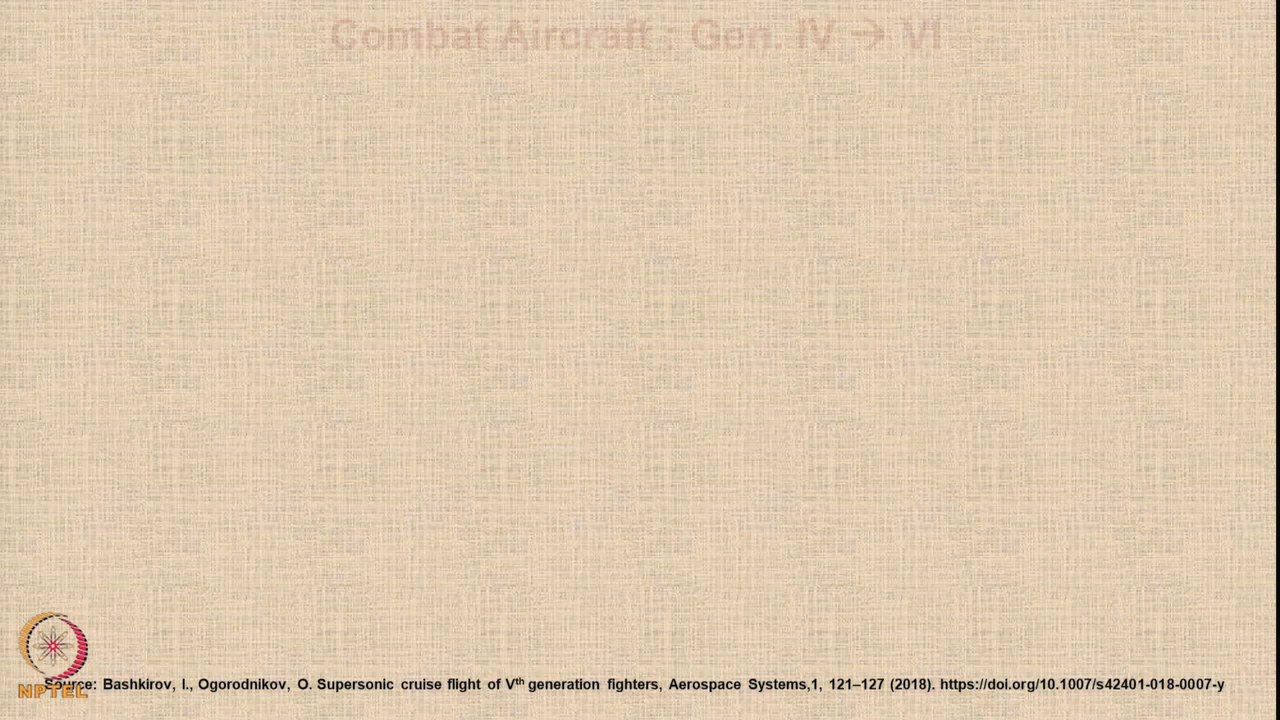 Combat Aircraft : Gen. IV → VI
Source: Bashkirov, I., Ogorodnikov, O. Supersonic cruise flight of Vth generation fighters, Aerospace Systems,1, 121–127 (2018). https://doi.org/10.1007/s42401-018-0007-y
NPTEL